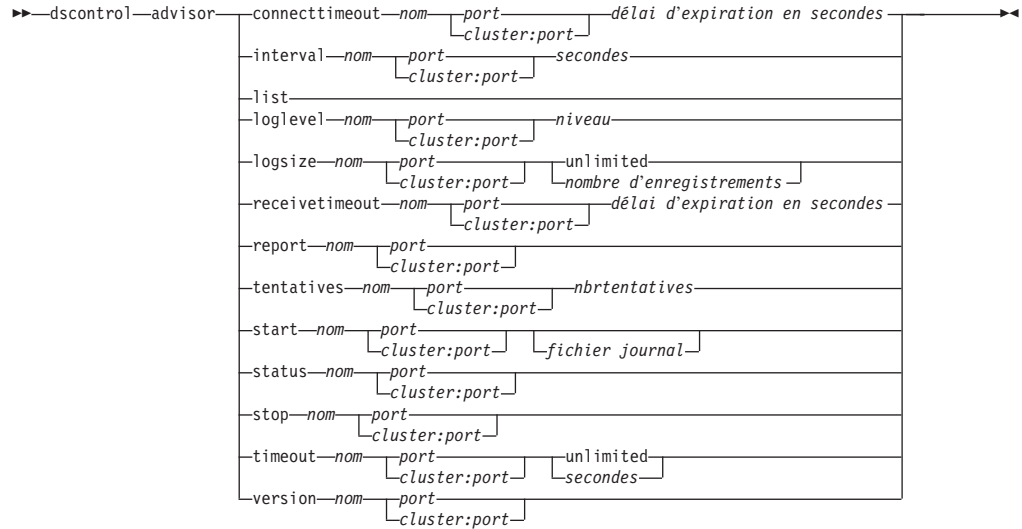 dscontrol advisor connecttimeout nom port délai d'expiration en secondes
cluster:port
interval nom port secondes
cluster:port
list
loglevel nom port niveau
cluster:port
logsize nom port unlimited
cluster:port nombre d'enregistrements
receivetimeout nom port délai d'expiration en secondes
cluster:port
report nom port
cluster:port
tentatives nom port nbrtentatives
cluster:port
start nom port
cluster:port fichier journal
status nom port
cluster:port
stop nom port
cluster:port
timeout nom port unlimited
cluster:port secondes
version nom port
cluster:port